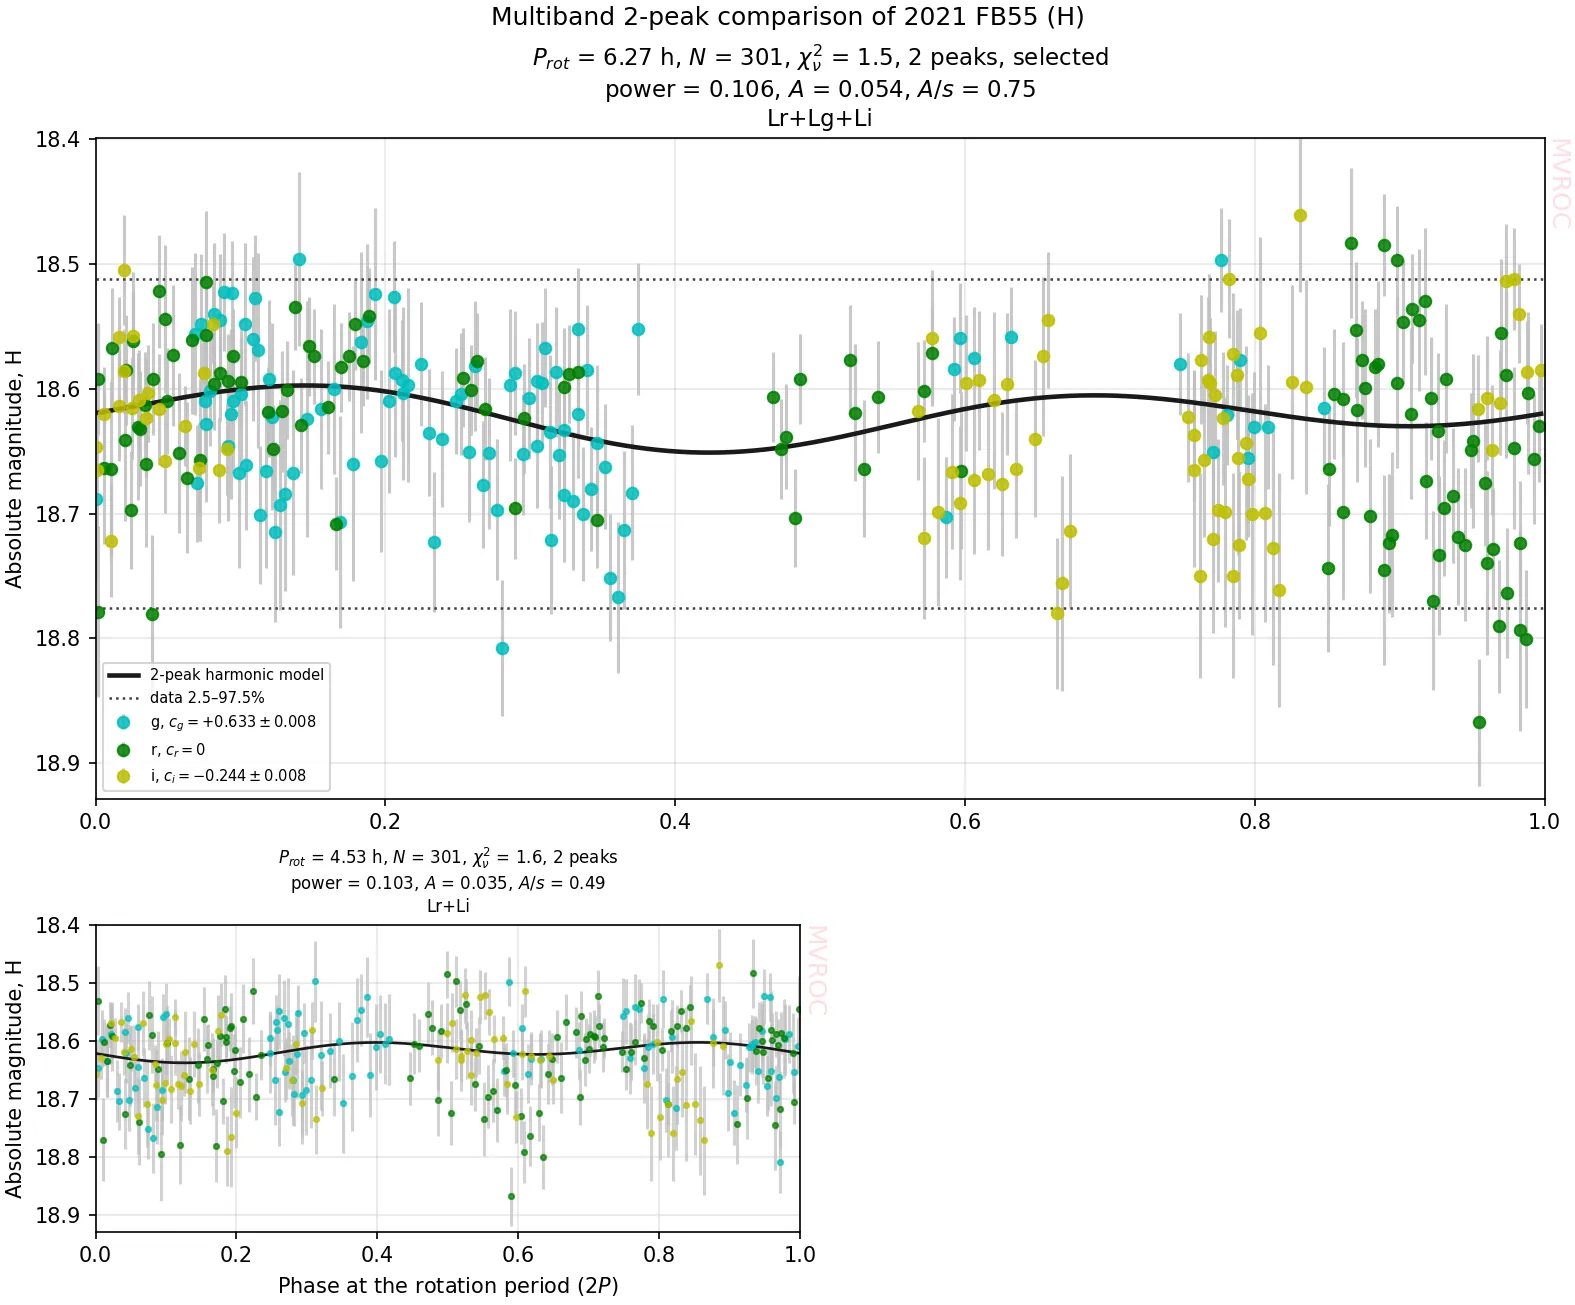 Multiband 2-peak comparison of 2021 FB55 (H)
P_rot = 6.27 h, N = 301, χ²_ν = 1.5, 2 peaks, selected
power = 0.106, A = 0.054, A/s = 0.75
Lr+Lg+Li
18.4
18.5
18.6
18.7
18.8
18.9
Absolute magnitude, H
MVROC
2-peak harmonic model
data 2.5–97.5%
g, c_g = +0.633 ± 0.008
r, c_r = 0
i, c_i = −0.244 ± 0.008
0.0 0.2 0.4 0.6 0.8 1.0
P_rot = 4.53 h, N = 301, χ²_ν = 1.6, 2 peaks
power = 0.103, A = 0.035, A/s = 0.49
Lr+Li
18.4
18.5
18.6
18.7
18.8
18.9
Absolute magnitude, H
MVROC
0.0 0.2 0.4 0.6 0.8 1.0
Phase at the rotation period (2P)